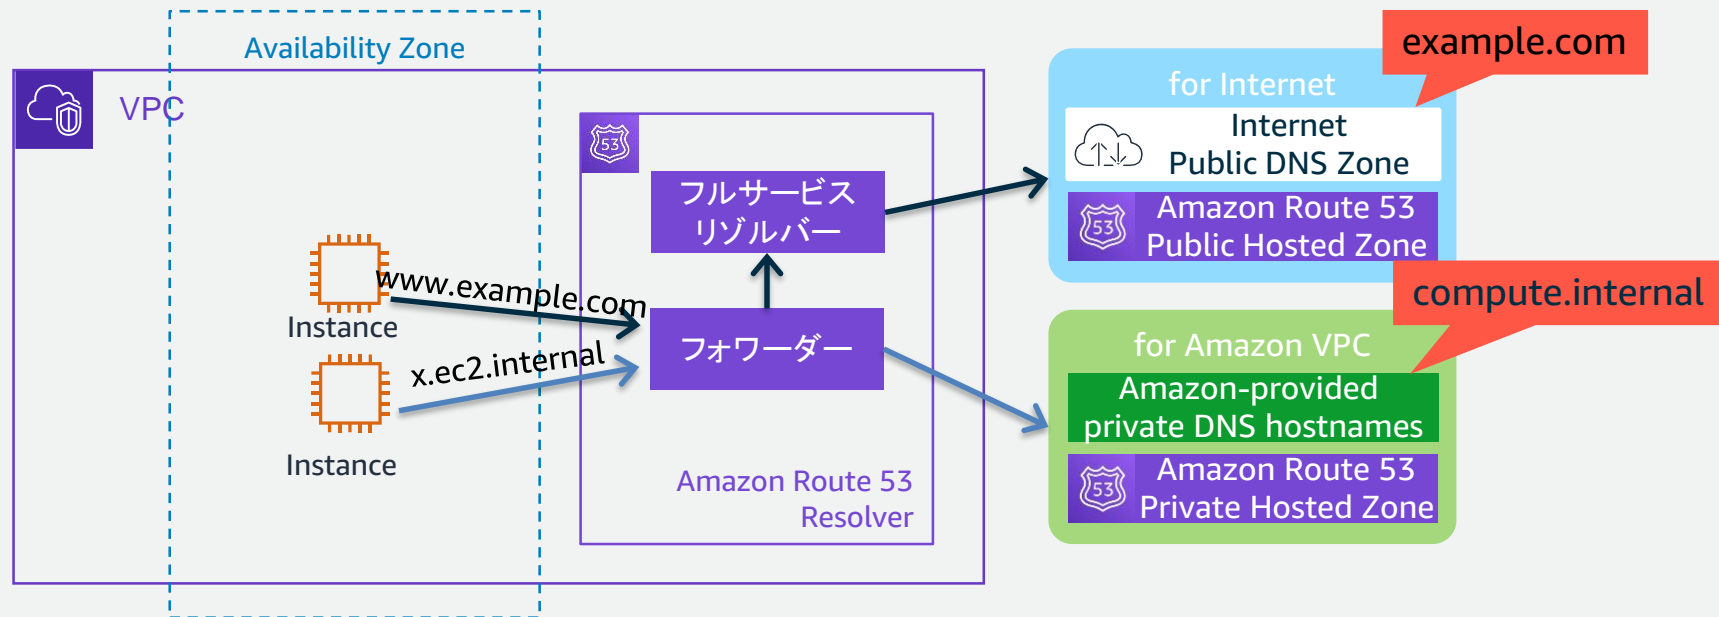 Availability Zone
VPC
53
フルサービス
リゾルバー
www.example.com
Instance
フォワーダー
x.ec2.internal
Instance
Amazon Route 53
Resolver
example.com
for Internet
Internet
Public DNS Zone
53
Amazon Route 53
Public Hosted Zone
compute.internal
for Amazon VPC
Amazon-provided
private DNS hostnames
53
Amazon Route 53
Private Hosted Zone